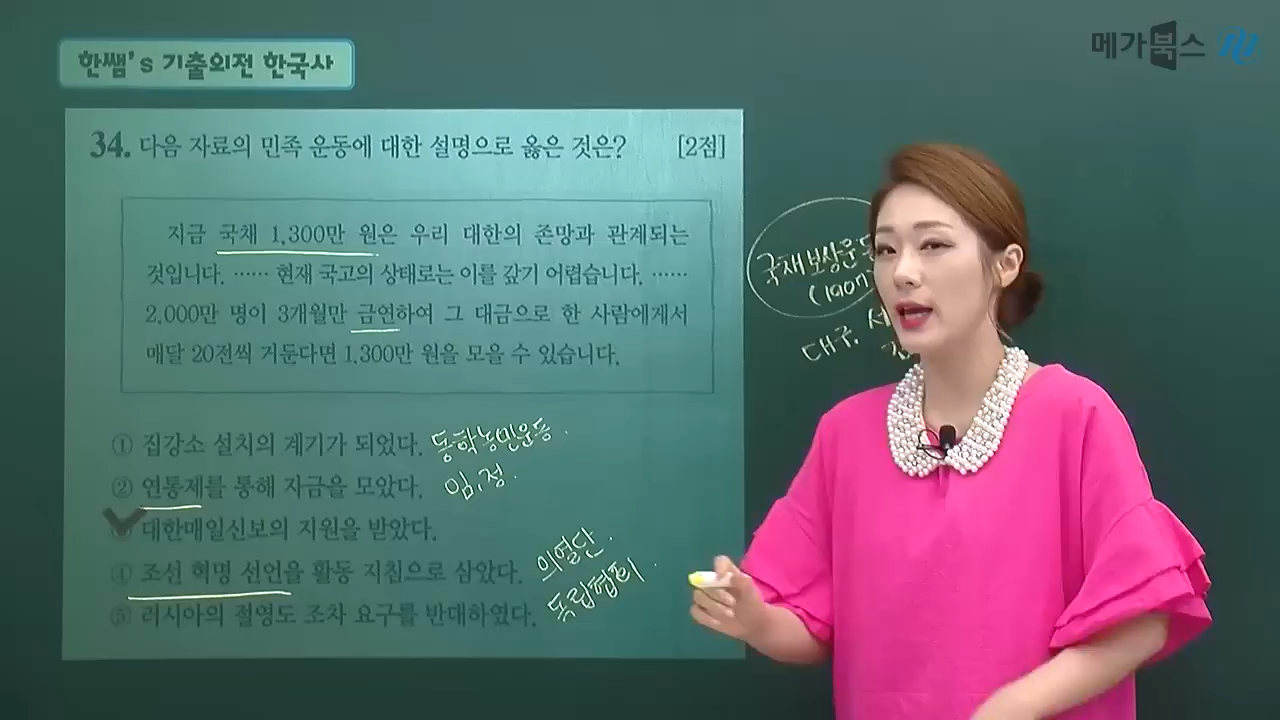 한쌤's 기출의전 한국사
메가북스
34. 다음 자료의 민족 운동에 대한 설명으로 옳은 것은? [2점]
지금 국채 1,300만 원은 우리 대한의 존망과 관계되는
것입니다. …… 현재 국고의 상태로는 이를 갚기 어렵습니다. ……
2,000만 명이 3개월만 금연하여 그 대금으로 한 사람에게서
매달 20전씩 거둔다면 1,300만 원을 모을 수 있습니다.
① 집강소 설치의 계기가 되었다. 동학농민운동.
② 연통제를 통해 자금을 모았다. 임.정.
대한매일신보의 지원을 받았다.
④ 조선 혁명 선언을 활동 지침으로 삼았다. 의열단.
⑤ 러시아의 절영도 조차 요구를 반대하였다. 독립협회.
국채보상운동
(1907
대구. 서